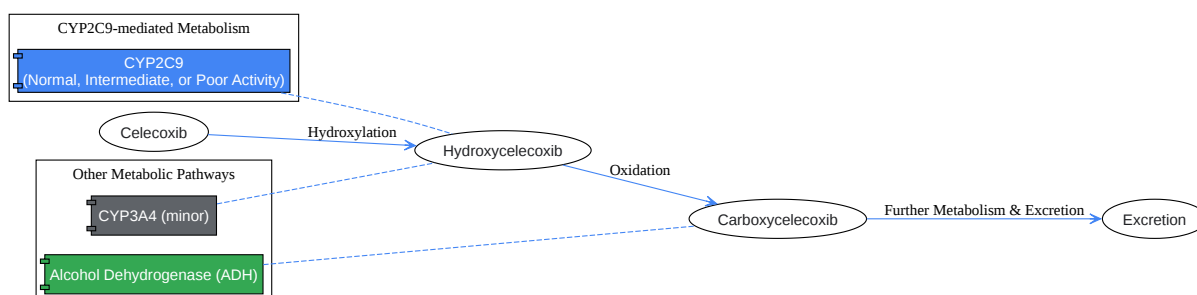 CYP2C9-mediated Metabolism
CYP2C9
(Normal, Intermediate, or Poor Activity)
Celecoxib
Hydroxylation
Hydroxycelecoxib
Other Metabolic Pathways
Oxidation
CYP3A4 (minor)
Carboxycelecoxib
Further Metabolism & Excretion
Excretion
Alcohol Dehydrogenase (ADH)